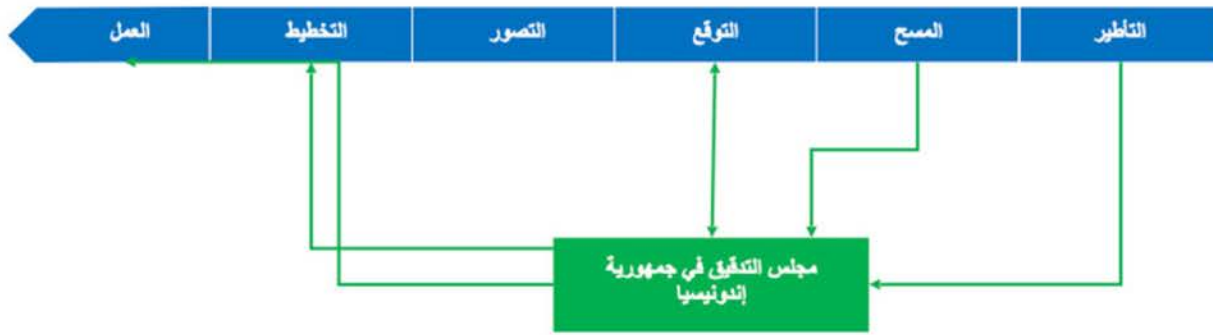 التأطير
المسح
التوقع
التصور
التخطيط
العمل
مجلس التدقيق في جمهورية
إندونيسيا